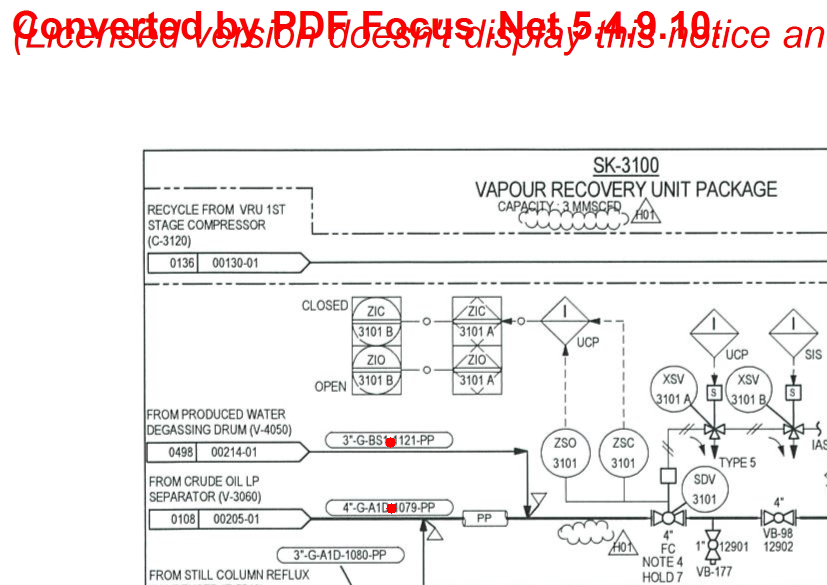 Converted by PDF Focus .Net 5.4.9.10.
(Licensed version doesn't display this notice an
SK-3100
VAPOUR RECOVERY UNIT PACKAGE
CAPACITY : 3 MMSCFD
H01
RECYCLE FROM VRU 1ST
STAGE COMPRESSOR
(C-3120)
0136 00130-01
CLOSED
ZIC
3101 B
ZIC
3101 A
I
UCP
I
UCP
I
SIS
ZIO
3101 B
ZIO
3101 A
OPEN
XSV
3101 A
S
XSV
3101 B
S
FROM PRODUCED WATER
DEGASSING DRUM (V-4050)
0498 00214-01
3"-G-BS1-1121-PP
ZSO
3101
ZSC
3101
TYPE 5
IAS
FROM CRUDE OIL LP
SEPARATOR (V-3060)
0108 00205-01
4"-G-A1D-1079-PP
PP
SDV
3101
4"
FC
NOTE 4
HOLD 7
H01
1"
12901
VB-177
4"
VB-98
12902
3"-G-A1D-1080-PP
FROM STILL COLUMN REFLUX